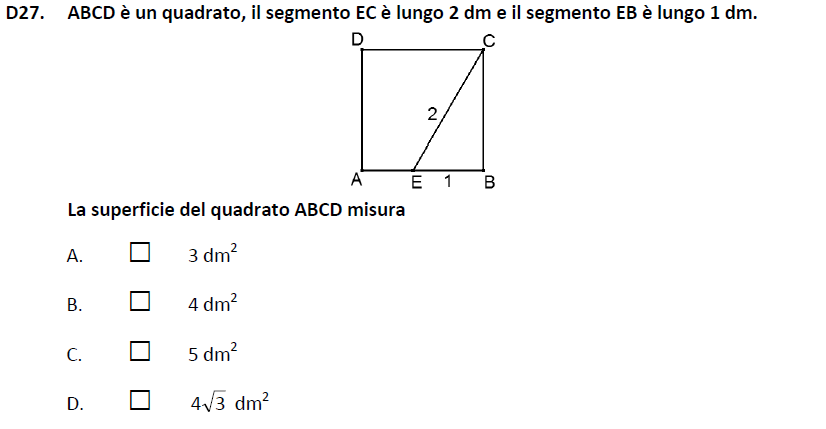 D27. ABCD è un quadrato, il segmento EC è lungo 2 dm e il segmento EB è lungo 1 dm.
D C
2
A E 1 B
La superficie del quadrato ABCD misura
A. □ 3 dm²
B. □ 4 dm²
C. □ 5 dm²
D. □ 4√3 dm²